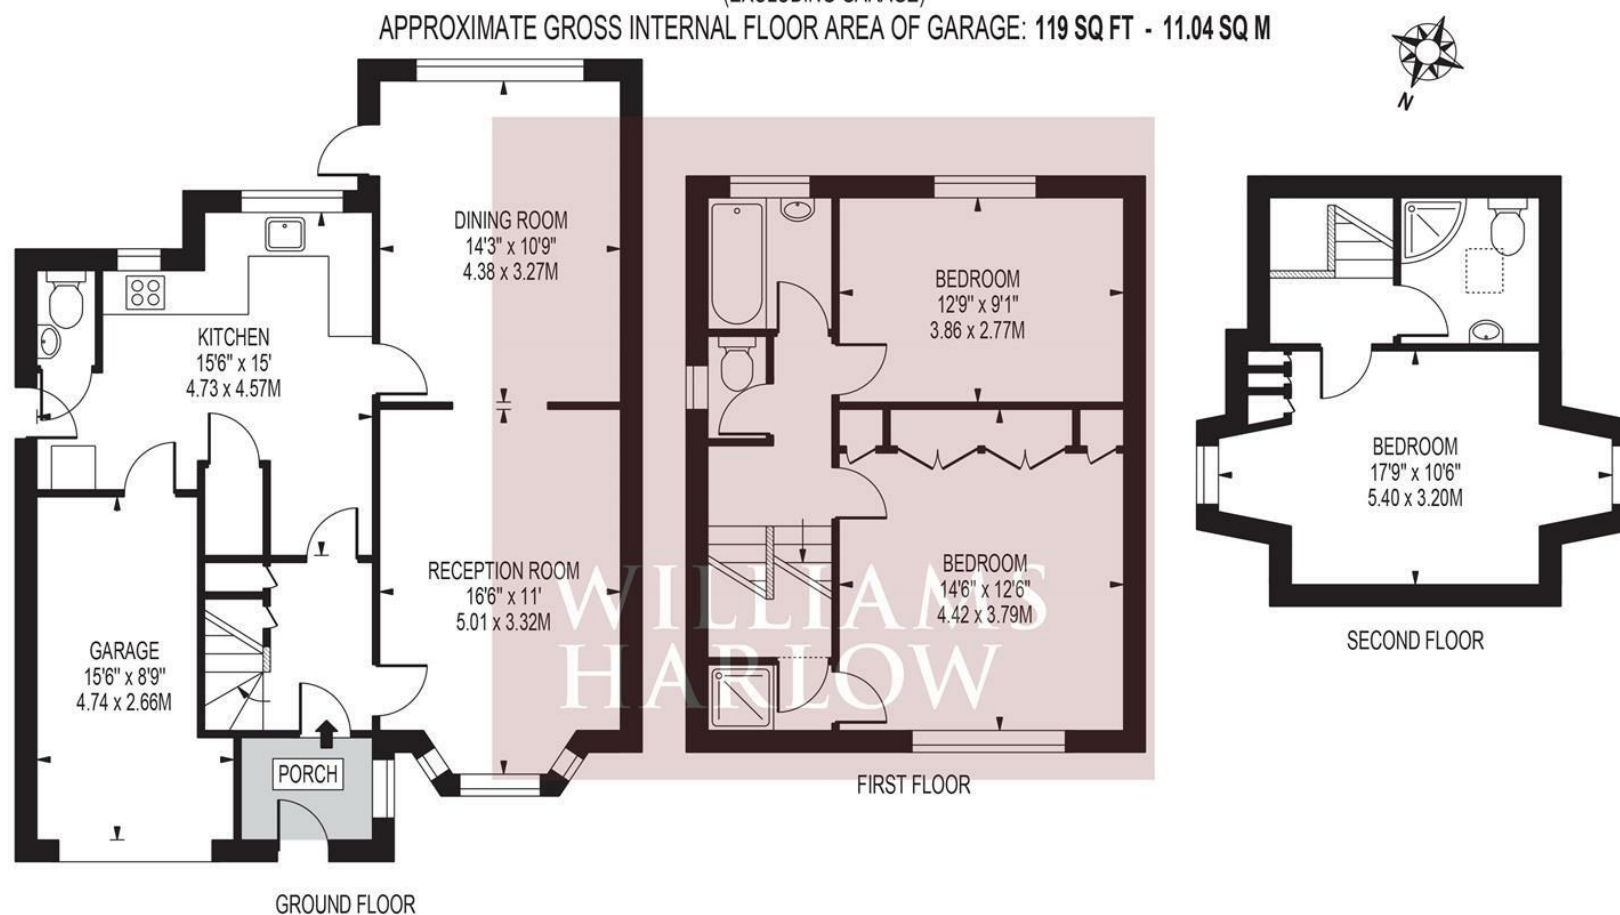 (EXCLUDING GARAGE)
APPROXIMATE GROSS INTERNAL FLOOR AREA OF GARAGE: 119 SQ FT - 11.04 SQ M
N
DINING ROOM
14'3" x 10'9"
4.38 x 3.27M
KITCHEN
15'6" x 15'
4.73 x 4.57M
RECEPTION ROOM
16'6" x 11'
5.01 x 3.32M
GARAGE
15'6" x 8'9"
4.74 x 2.66M
PORCH
GROUND FLOOR
BEDROOM
12'9" x 9'1"
3.86 x 2.77M
BEDROOM
14'6" x 12'6"
4.42 x 3.79M
WILLIAMS
HARLOW
FIRST FLOOR
BEDROOM
17'9" x 10'6"
5.40 x 3.20M
SECOND FLOOR